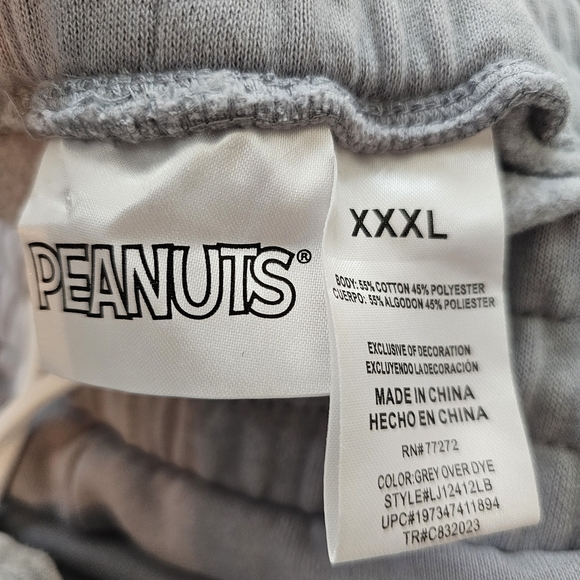 PEANUTS®
XXXL
BODY: 55% COTTON 45% POLYESTER
CUERPO: 55% ALGODON 45% POLIESTER
EXCLUSIVE OF DECORATION
EXCLUYENDO LA DECORACIÓN
MADE IN CHINA
HECHO EN CHINA
RN# 77272
COLOR: GREY OVER DYE
STYLE# LJ12412LB
UPC# 197347411894
TR# C832023